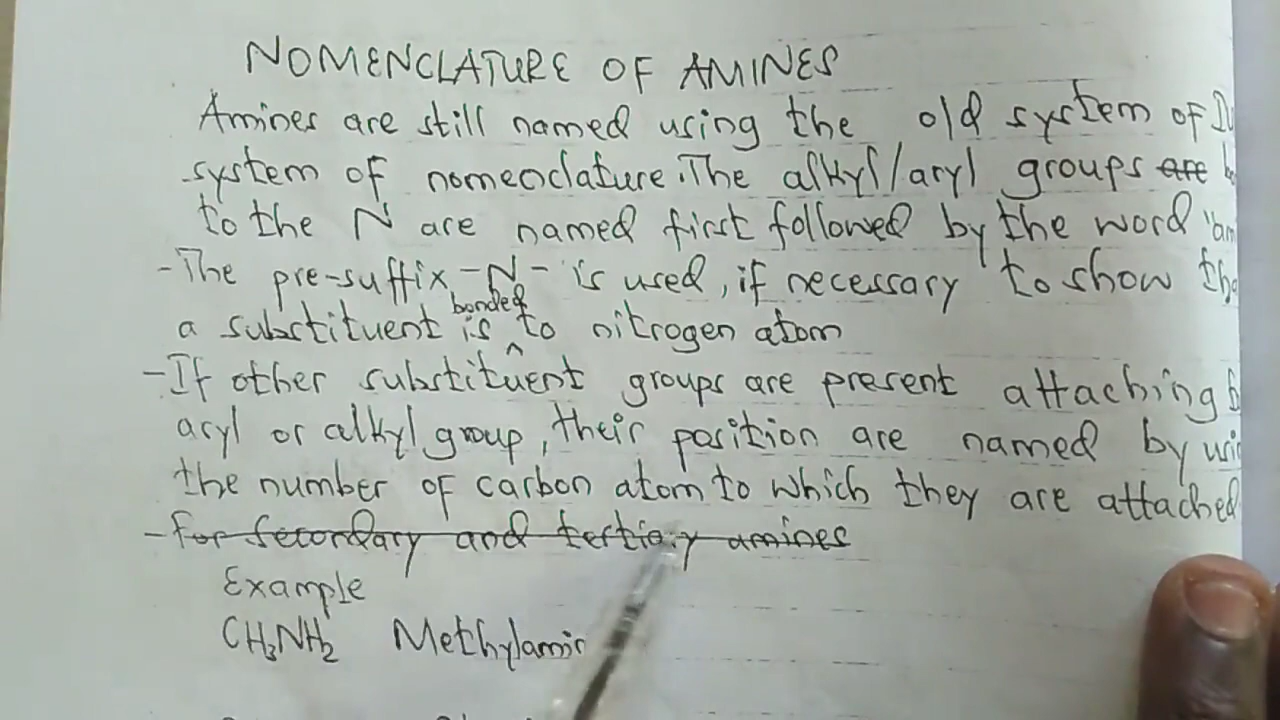 NOMENCLATURE OF AMINES
Amines are still named using the old system of
system of nomenclature. The alkyl/aryl groups are
to the N are named first followed by the word
-The pre-suffix -N- is used, if necessary to show
bonded
a substituent is ^ to nitrogen atom
-If other substituent groups are present attaching
aryl or alkyl group, their position are named by
the number of carbon atom to which they are attached
-For secondary and tertiary amines
Example
CH3NH2 Methylamin